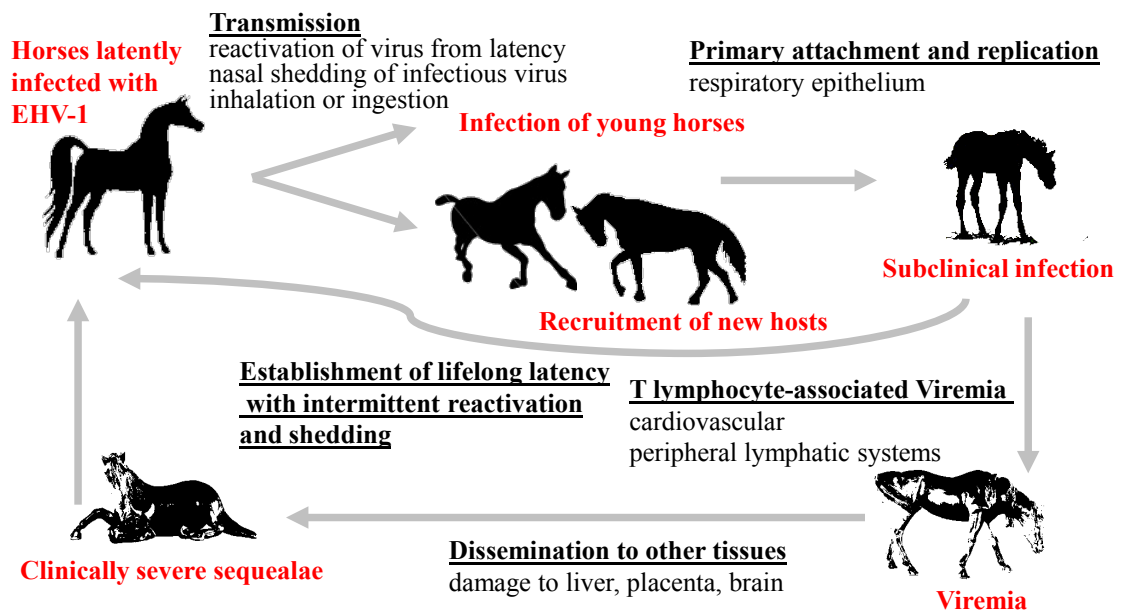 Transmission
reactivation of virus from latency
nasal shedding of infectious virus
inhalation or ingestion
Horses latently
infected with
EHV-1
Primary attachment and replication
respiratory epithelium
Infection of young horses
Subclinical infection
Recruitment of new hosts
Establishment of lifelong latency
with intermittent reactivation
and shedding
T lymphocyte-associated Viremia
cardiovascular
peripheral lymphatic systems
Dissemination to other tissues
damage to liver, placenta, brain
Clinically severe sequealae
Viremia